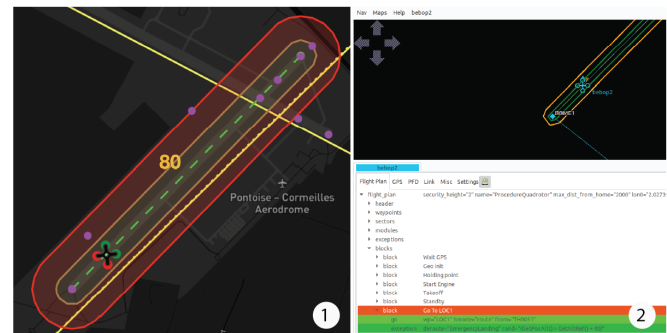 80
Pontoise – Cormeilles
Aerodrome
1
Nav Maps Help bebop2
bebop2
bebop2
Flight Plan GPS PFD Link Misc Settings
flight_plan
header
waypoints
sectors
modules
exceptions
blocks
block Wait GPS
block Geo init
block Holding point
block Start Engine
block Takeoff
block Standby
block Go To LOC1
go
exception
2